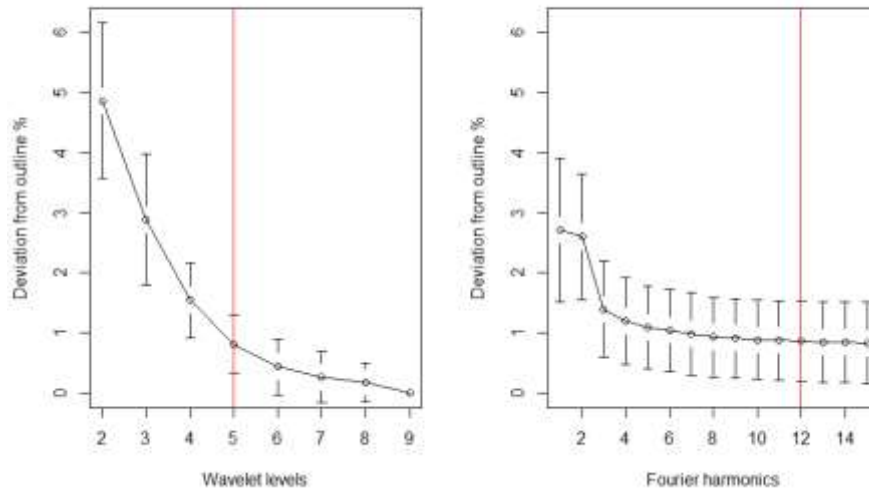 6
5
4
3
2
1
0
Deviation from outline %
2 3 4 5 6 7 8 9
Wavelet levels
6
5
4
3
2
1
0
Deviation from outline %
2 4 6 8 10 12 14
Fourier harmonics